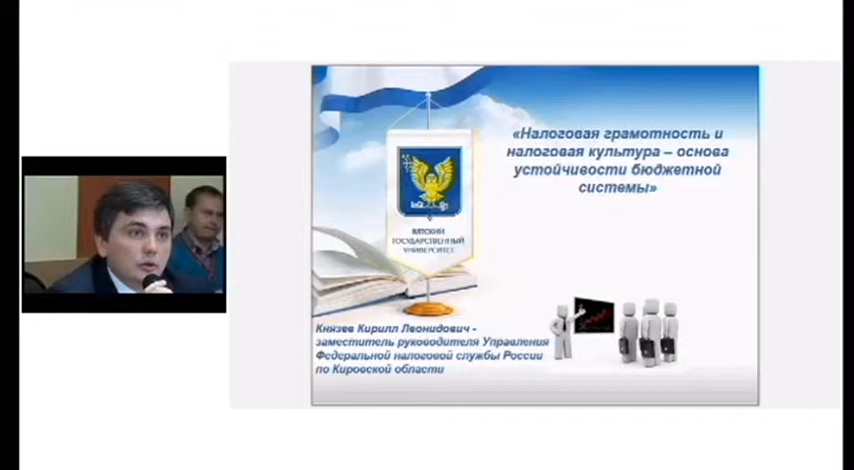 «Налоговая грамотность и
налоговая культура – основа
устойчивости бюджетной
системы»
ВЯТСКИЙ
ГОСУДАРСТВЕННЫЙ
УНИВЕРСИТЕТ
Князев Кирилл Леонидович -
заместитель руководителя Управления
Федеральной налоговой службы России
по Кировской области